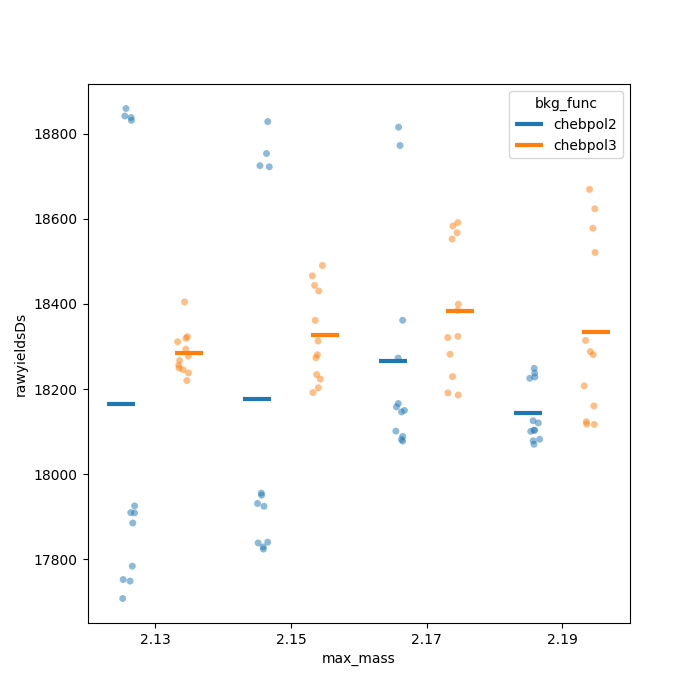 bkg_func
chebpol2
chebpol3
rawyieldsDs
18800
18600
18400
18200
18000
17800
2.13 2.15 2.17 2.19
max_mass